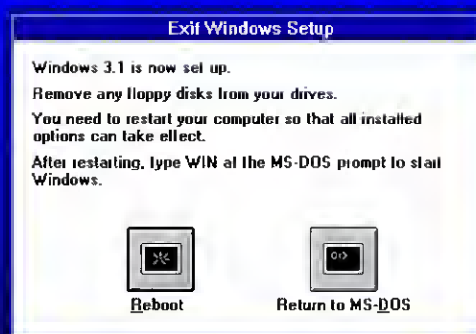 Exit Windows Setup
Windows 3.1 is now set up.
Remove any floppy disks from your drives.
You need to restart your computer so that all installed
options can take effect.
After restarting, type WIN at the MS-DOS prompt to start
Windows.
Reboot
Return to MS-DOS